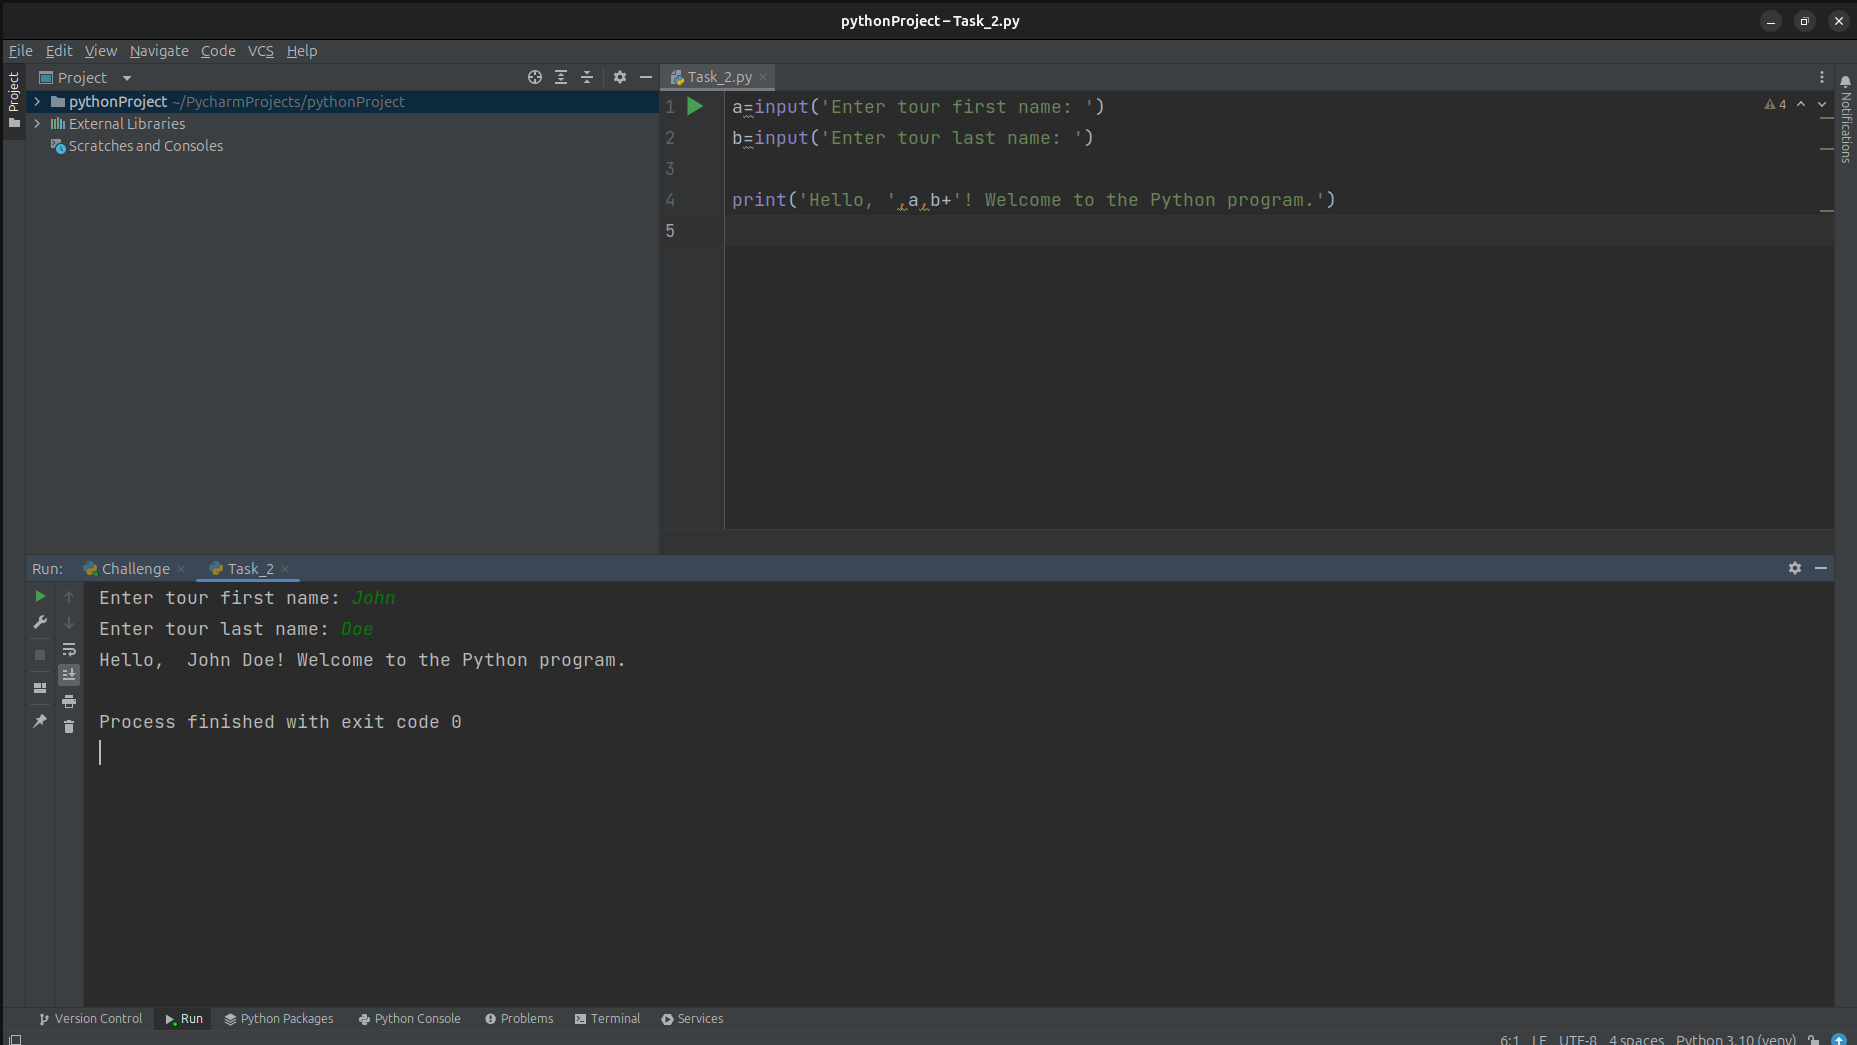 pythonProject – Task_2.py
File Edit View Navigate Code VCS Help
Project
Project
Task_2.py
Notifications
pythonProject ~/PycharmProjects/pythonProject
External Libraries
Scratches and Consoles
4
1 a=input('Enter tour first name: ')
2 b=input('Enter tour last name: ')
3
4 print('Hello, ',a,b+'! Welcome to the Python program.')
5
Run: Challenge Task_2
Enter tour first name: John
Enter tour last name: Doe
Hello,  John Doe! Welcome to the Python program.
Process finished with exit code 0
Version Control Run Python Packages Python Console Problems Terminal Services
6:1 LF UTF-8 4 spaces Python 3.10 (venv)